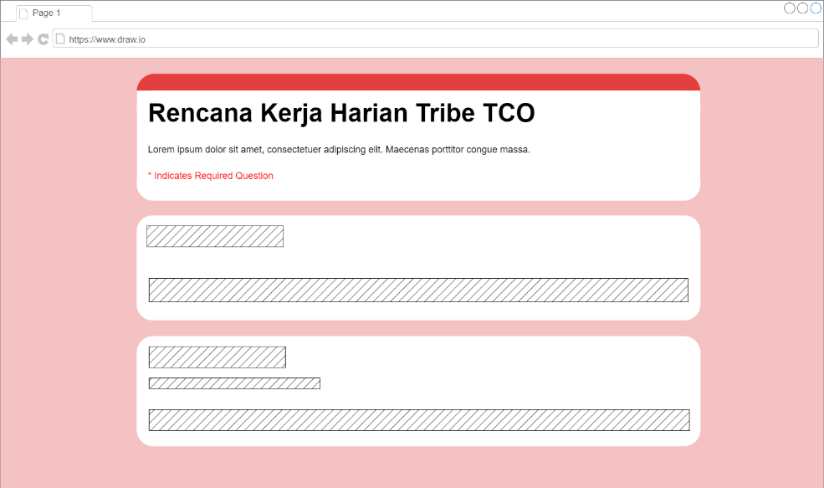 Page 1
https://www.draw.io
Rencana Kerja Harian Tribe TCO
Lorem ipsum dolor sit amet, consectetuer adipiscing elit. Maecenas porttitor congue massa.
* Indicates Required Question